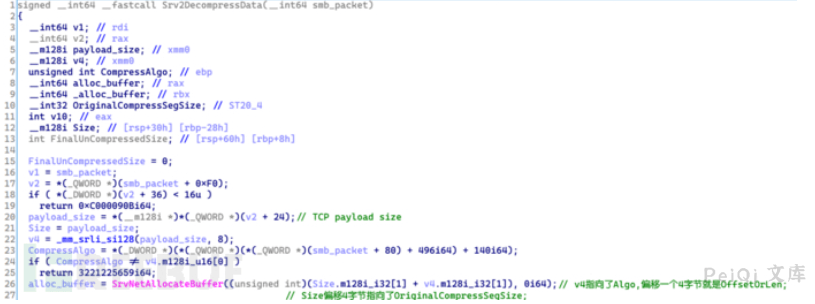 1 signed __int64 __fastcall Srv2DecompressData(__int64 smb_packet)
2 {
3 __int64 v1; // rdi
4 __int64 v2; // rax
5 __m128i payload_size; // xmm0
6 __m128i v4; // xmm0
7 unsigned int CompressAlgo; // ebp
8 __int64 alloc_buffer; // rax
9 __int64 _alloc_buffer; // rbx
10 __int32 OriginalCompressSegSize; // ST20_4
11 int v10; // eax
12 __m128i Size; // [rsp+30h] [rbp-28h]
13 int FinalUnCompressedSize; // [rsp+60h] [rbp+8h]
14
15 FinalUnCompressedSize = 0;
16 v1 = smb_packet;
17 v2 = *(_QWORD *)(smb_packet + 0×F0);
18 if ( *(_DWORD *)(v2 + 36) < 16u )
19 return 0×C000090Bi64;
20 payload_size = *(__m128i *)*(_QWORD *)(v2 + 24);// TCP payload size
21 Size = payload_size;
22 v4 = _mm_srli_si128(payload_size, 8);
23 CompressAlgo = *(_DWORD *)(*(_QWORD *)(*(_QWORD *)(smb_packet + 80) + 496i64) + 140i64);
24 if ( CompressAlgo ≠ v4.m128i_u16[0] )
25 return 3221225659i64;
26 alloc_buffer = SrvNetAllocateBuffer((unsigned int)(Size.m128i_i32[1] + v4.m128i_i32[1]), 0i64);// v4指向了Algo,偏移一个4字节就是OffsetOrLen;
27 // Size偏移4字节指向了OriginalCompressSegSize;
PeiQi 文库